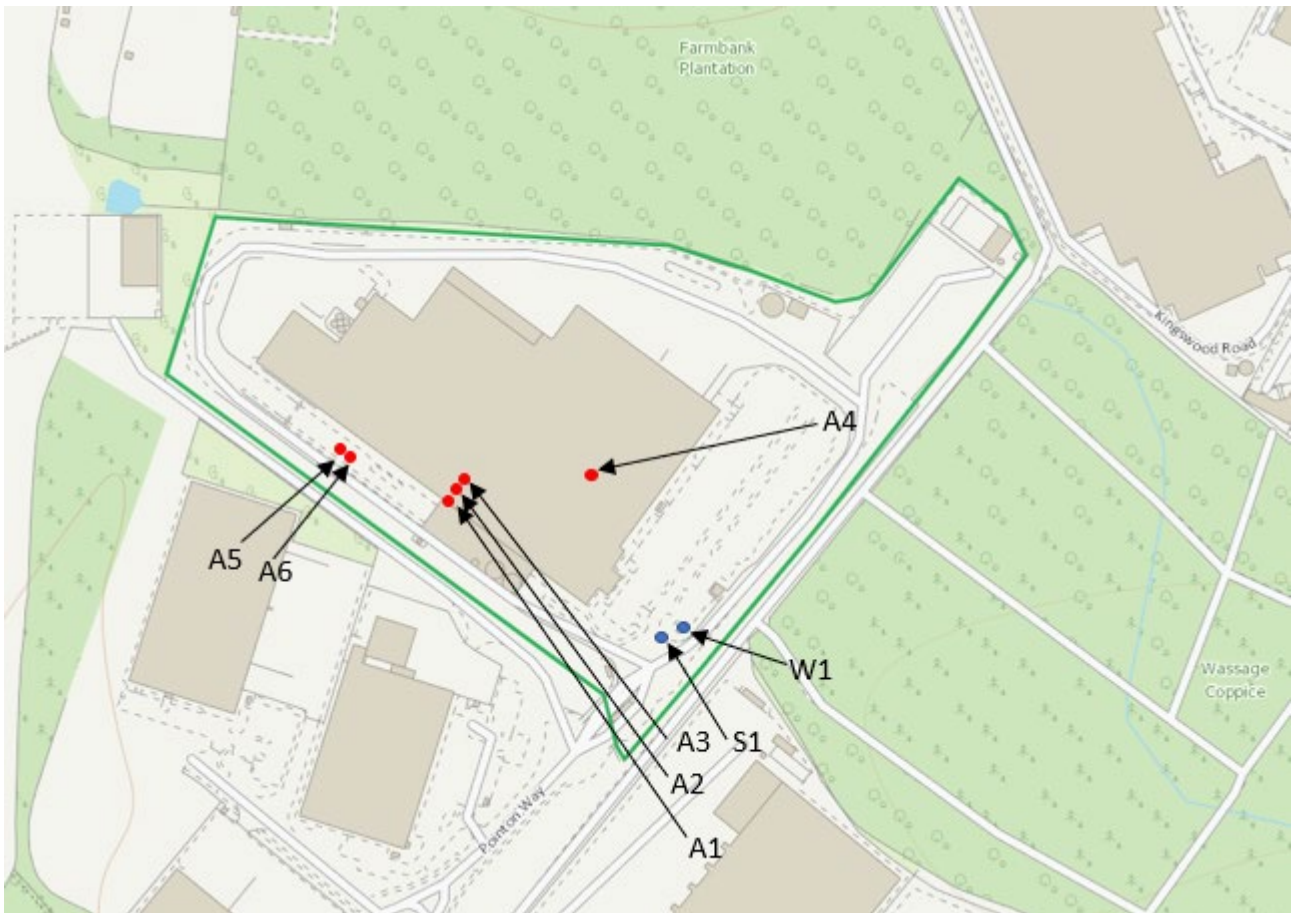 Farmbank
Plantation
Kingswood Road
A4
A5
A6
W1
Wassage
Coppice
A3
S1
A2
A1
Pointon Way